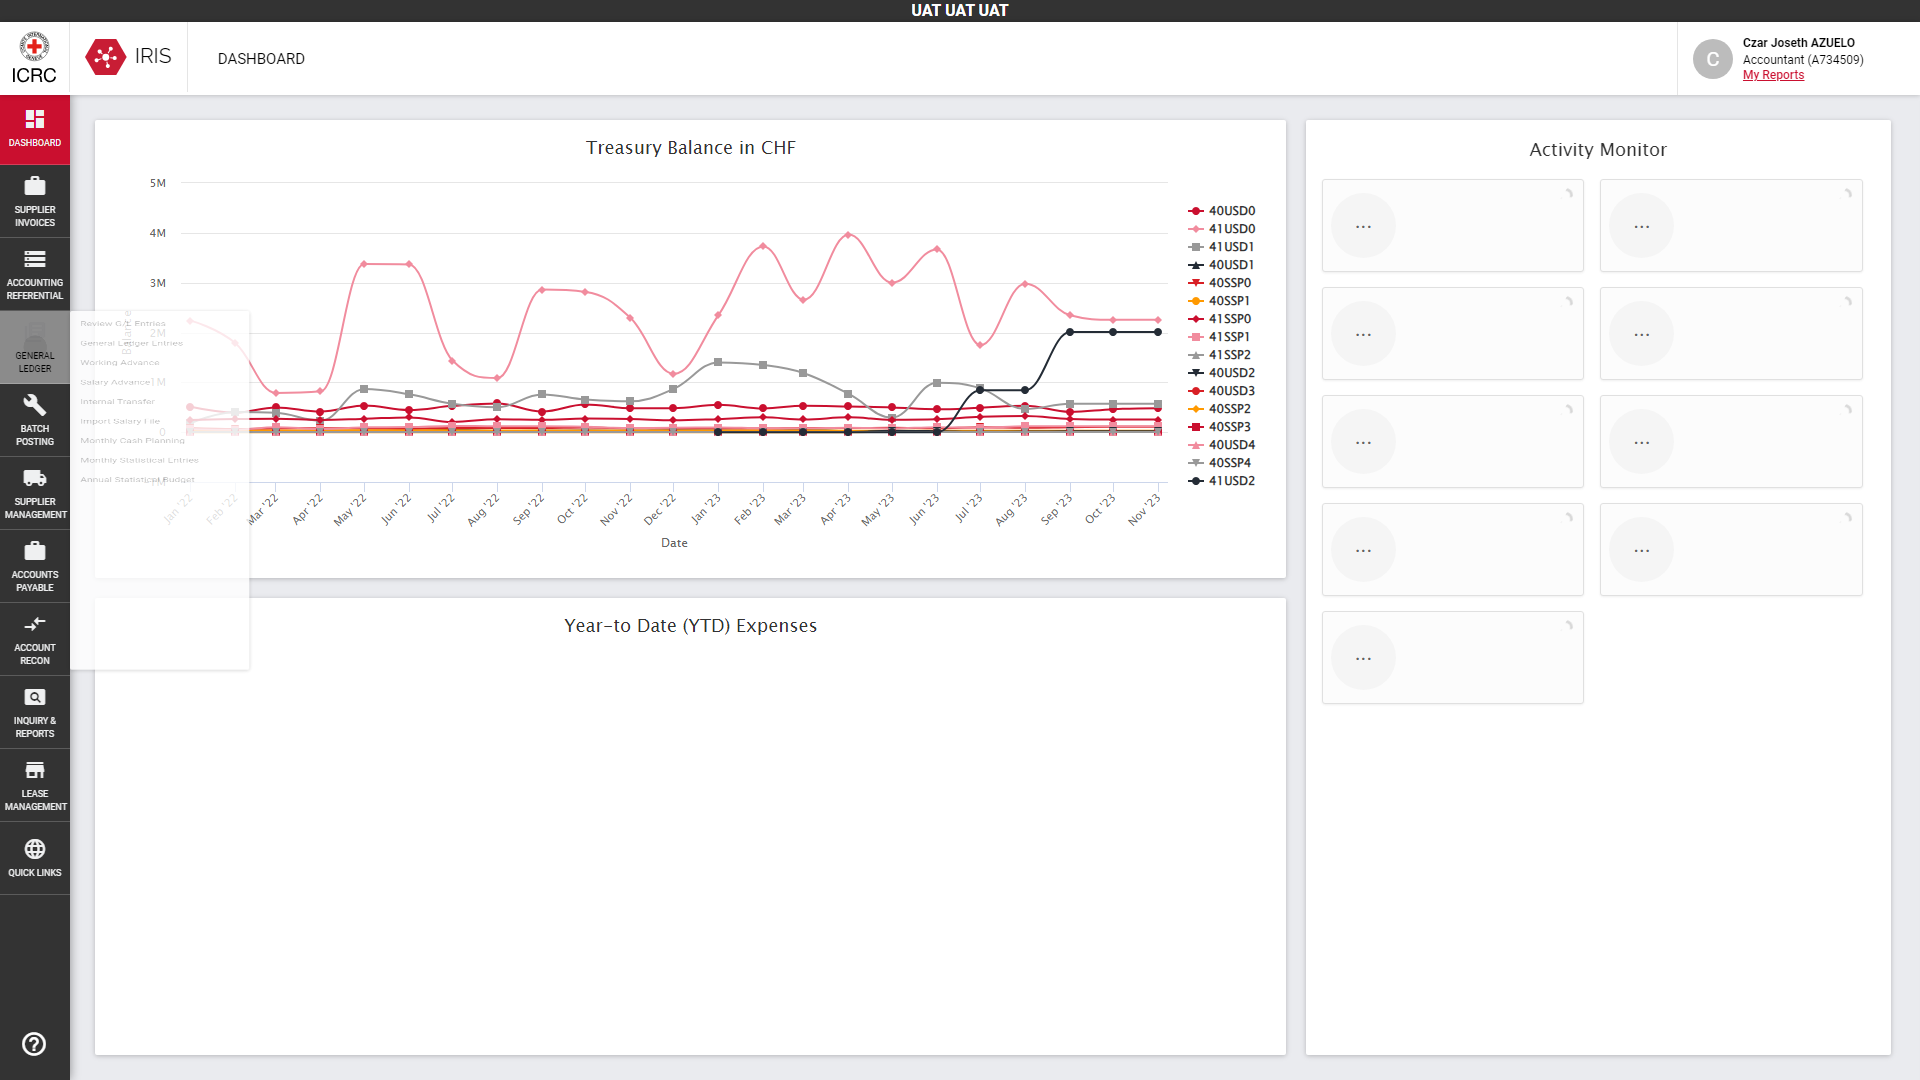 UAT UAT UAT
ICRC
IRIS
DASHBOARD
C
Czar Joseth AZUELO
Accountant (A734509)
My Reports
DASHBOARD
SUPPLIER
INVOICES
ACCOUNTING
REFERENTIAL
GENERAL
LEDGER
BATCH
POSTING
SUPPLIER
MANAGEMENT
ACCOUNTS
PAYABLE
ACCOUNT
RECON
INQUIRY &
REPORTS
LEASE
MANAGEMENT
QUICK LINKS
Review G/L Entries
General Ledger Entries
Working Advance
Salary Advance
Internal Transfer
Import Salary File
Monthly Cash Planning
Monthly Statistical Entries
Annual Statistical Budget
Treasury Balance in CHF
Balance
5M
4M
3M
2M
1M
0
-1M
Jan '22
Feb '22
Mar '22
Apr '22
May '22
Jun '22
Jul '22
Aug '22
Sep '22
Oct '22
Nov '22
Dec '22
Jan '23
Feb '23
Mar '23
Apr '23
May '23
Jun '23
Jul '23
Aug '23
Sep '23
Oct '23
Nov '23
Date
40USD0
41USD0
41USD1
40USD1
40SSP0
40SSP1
41SSP0
41SSP1
41SSP2
40USD2
40USD3
40SSP2
40SSP3
40USD4
40SSP4
41USD2
Year-to Date (YTD) Expenses
Activity Monitor
... ...
... ...
... ...
... ...
...